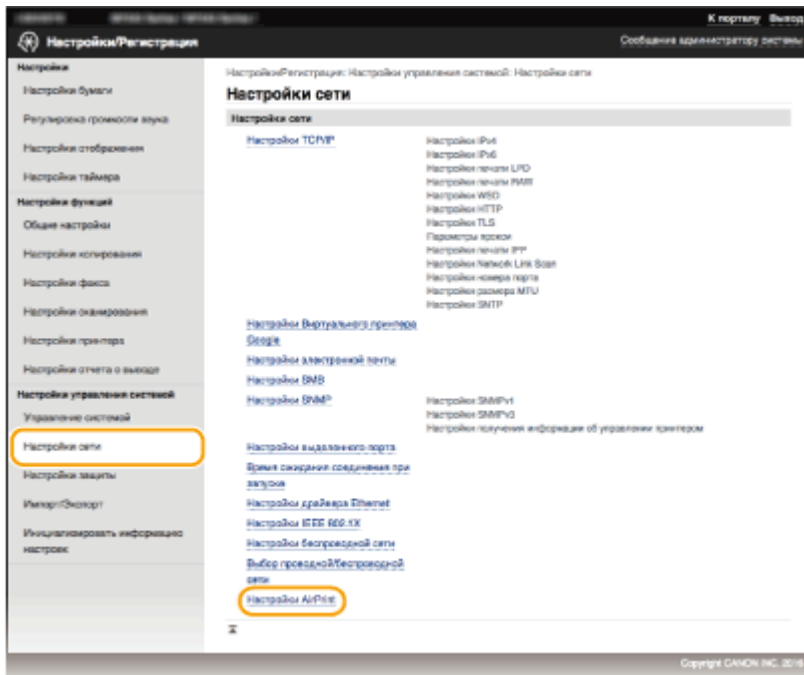 К порталу Выход
Настройки/Регистрация
Сообщение администратору системы
Настройки
Настройки бумаги
Регулировка громкости звука
Настройки отображения
Настройки таймера
Настройки функций
Общие настройки
Настройки копирования
Настройки факса
Настройки сканирования
Настройки принтера
Настройки отчета о выводе
Настройки управления системой
Управление системой
Настройки сети
Настройки защиты
Импорт/Экспорт
Инициализировать информацию
настроек
Настройки/Регистрация: Настройки управления системой: Настройки сети
Настройки сети
Настройки сети
Настройки TCP/IP
Настройки IPv4
Настройки IPv6
Настройки печати LPD
Настройки печати RAW
Настройки WSD
Настройки HTTP
Настройки TLS
Параметры прокси
Настройки печати IPP
Настройки Network Link Scan
Настройки номера порта
Настройки размера MTU
Настройки SNTP
Настройки Виртуального принтера
Google
Настройки электронной почты
Настройки SMB
Настройки SNMP
Настройки SNMPv1
Настройки SNMPv3
Настройки получения информации об управлении принтером
Настройки выделенного порта
Время ожидания соединения при
запуске
Настройки драйвера Ethernet
Настройки IEEE 802.1X
Настройки беспроводной сети
Выбор проводной/беспроводной
сети
Настройки AirPrint
Copyright CANON INC. 2016